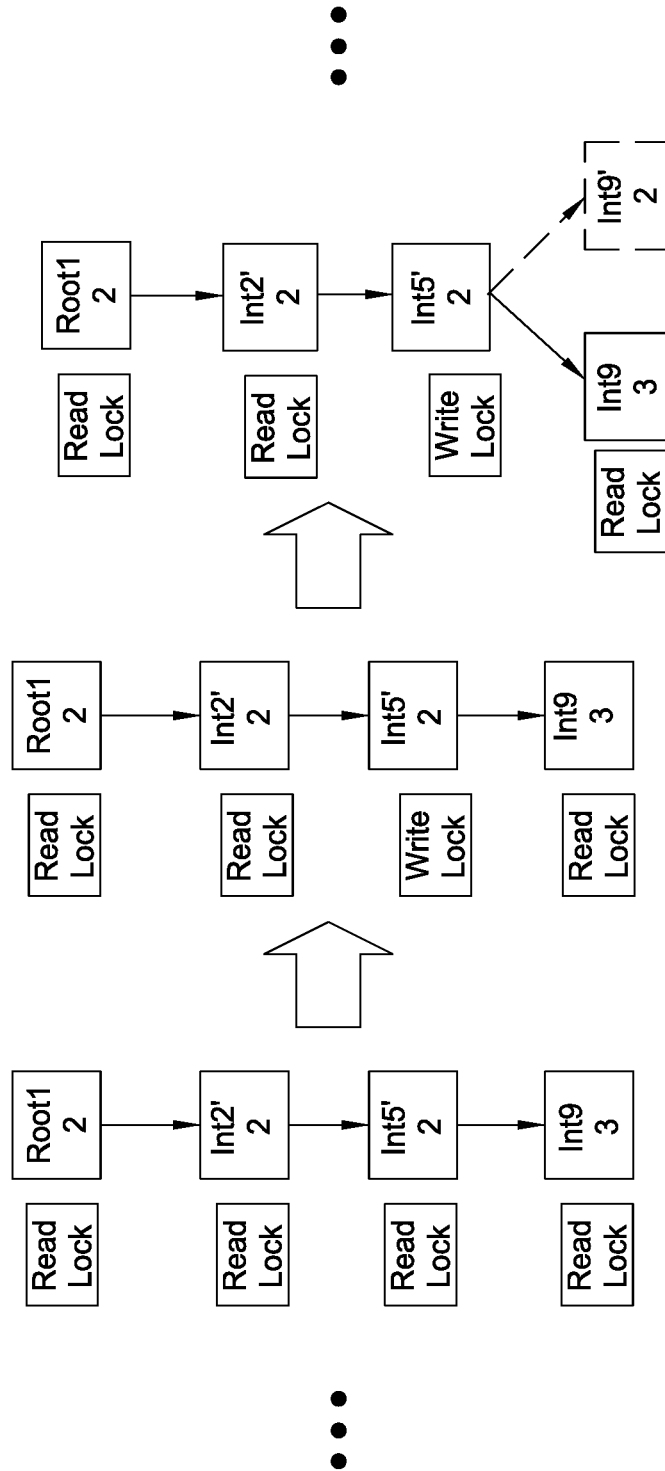 Read
Lock
Root1
2
Read
Lock
Int2'
2
Read
Lock
Int5'
2
Read
Lock
Int9
3
Read
Lock
Root1
2
Read
Lock
Int2'
2
Write
Lock
Int5'
2
Read
Lock
Int9
3
Read
Lock
Root1
2
Read
Lock
Int2'
2
Write
Lock
Int5'
2
Read
Lock
Int9
3
Int9'
2